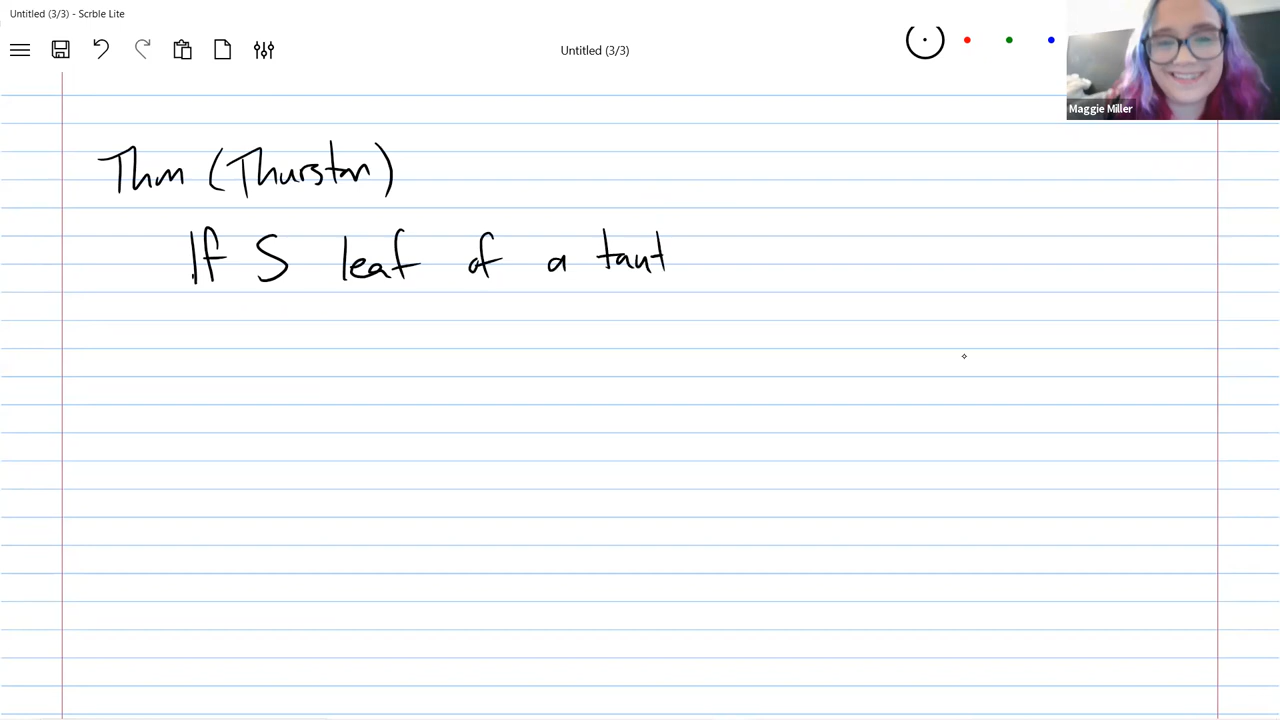 Untitled (3/3) - Scrble Lite
Untitled (3/3)
Maggie Miller
Thm (Thurston)
If S leaf of a taut